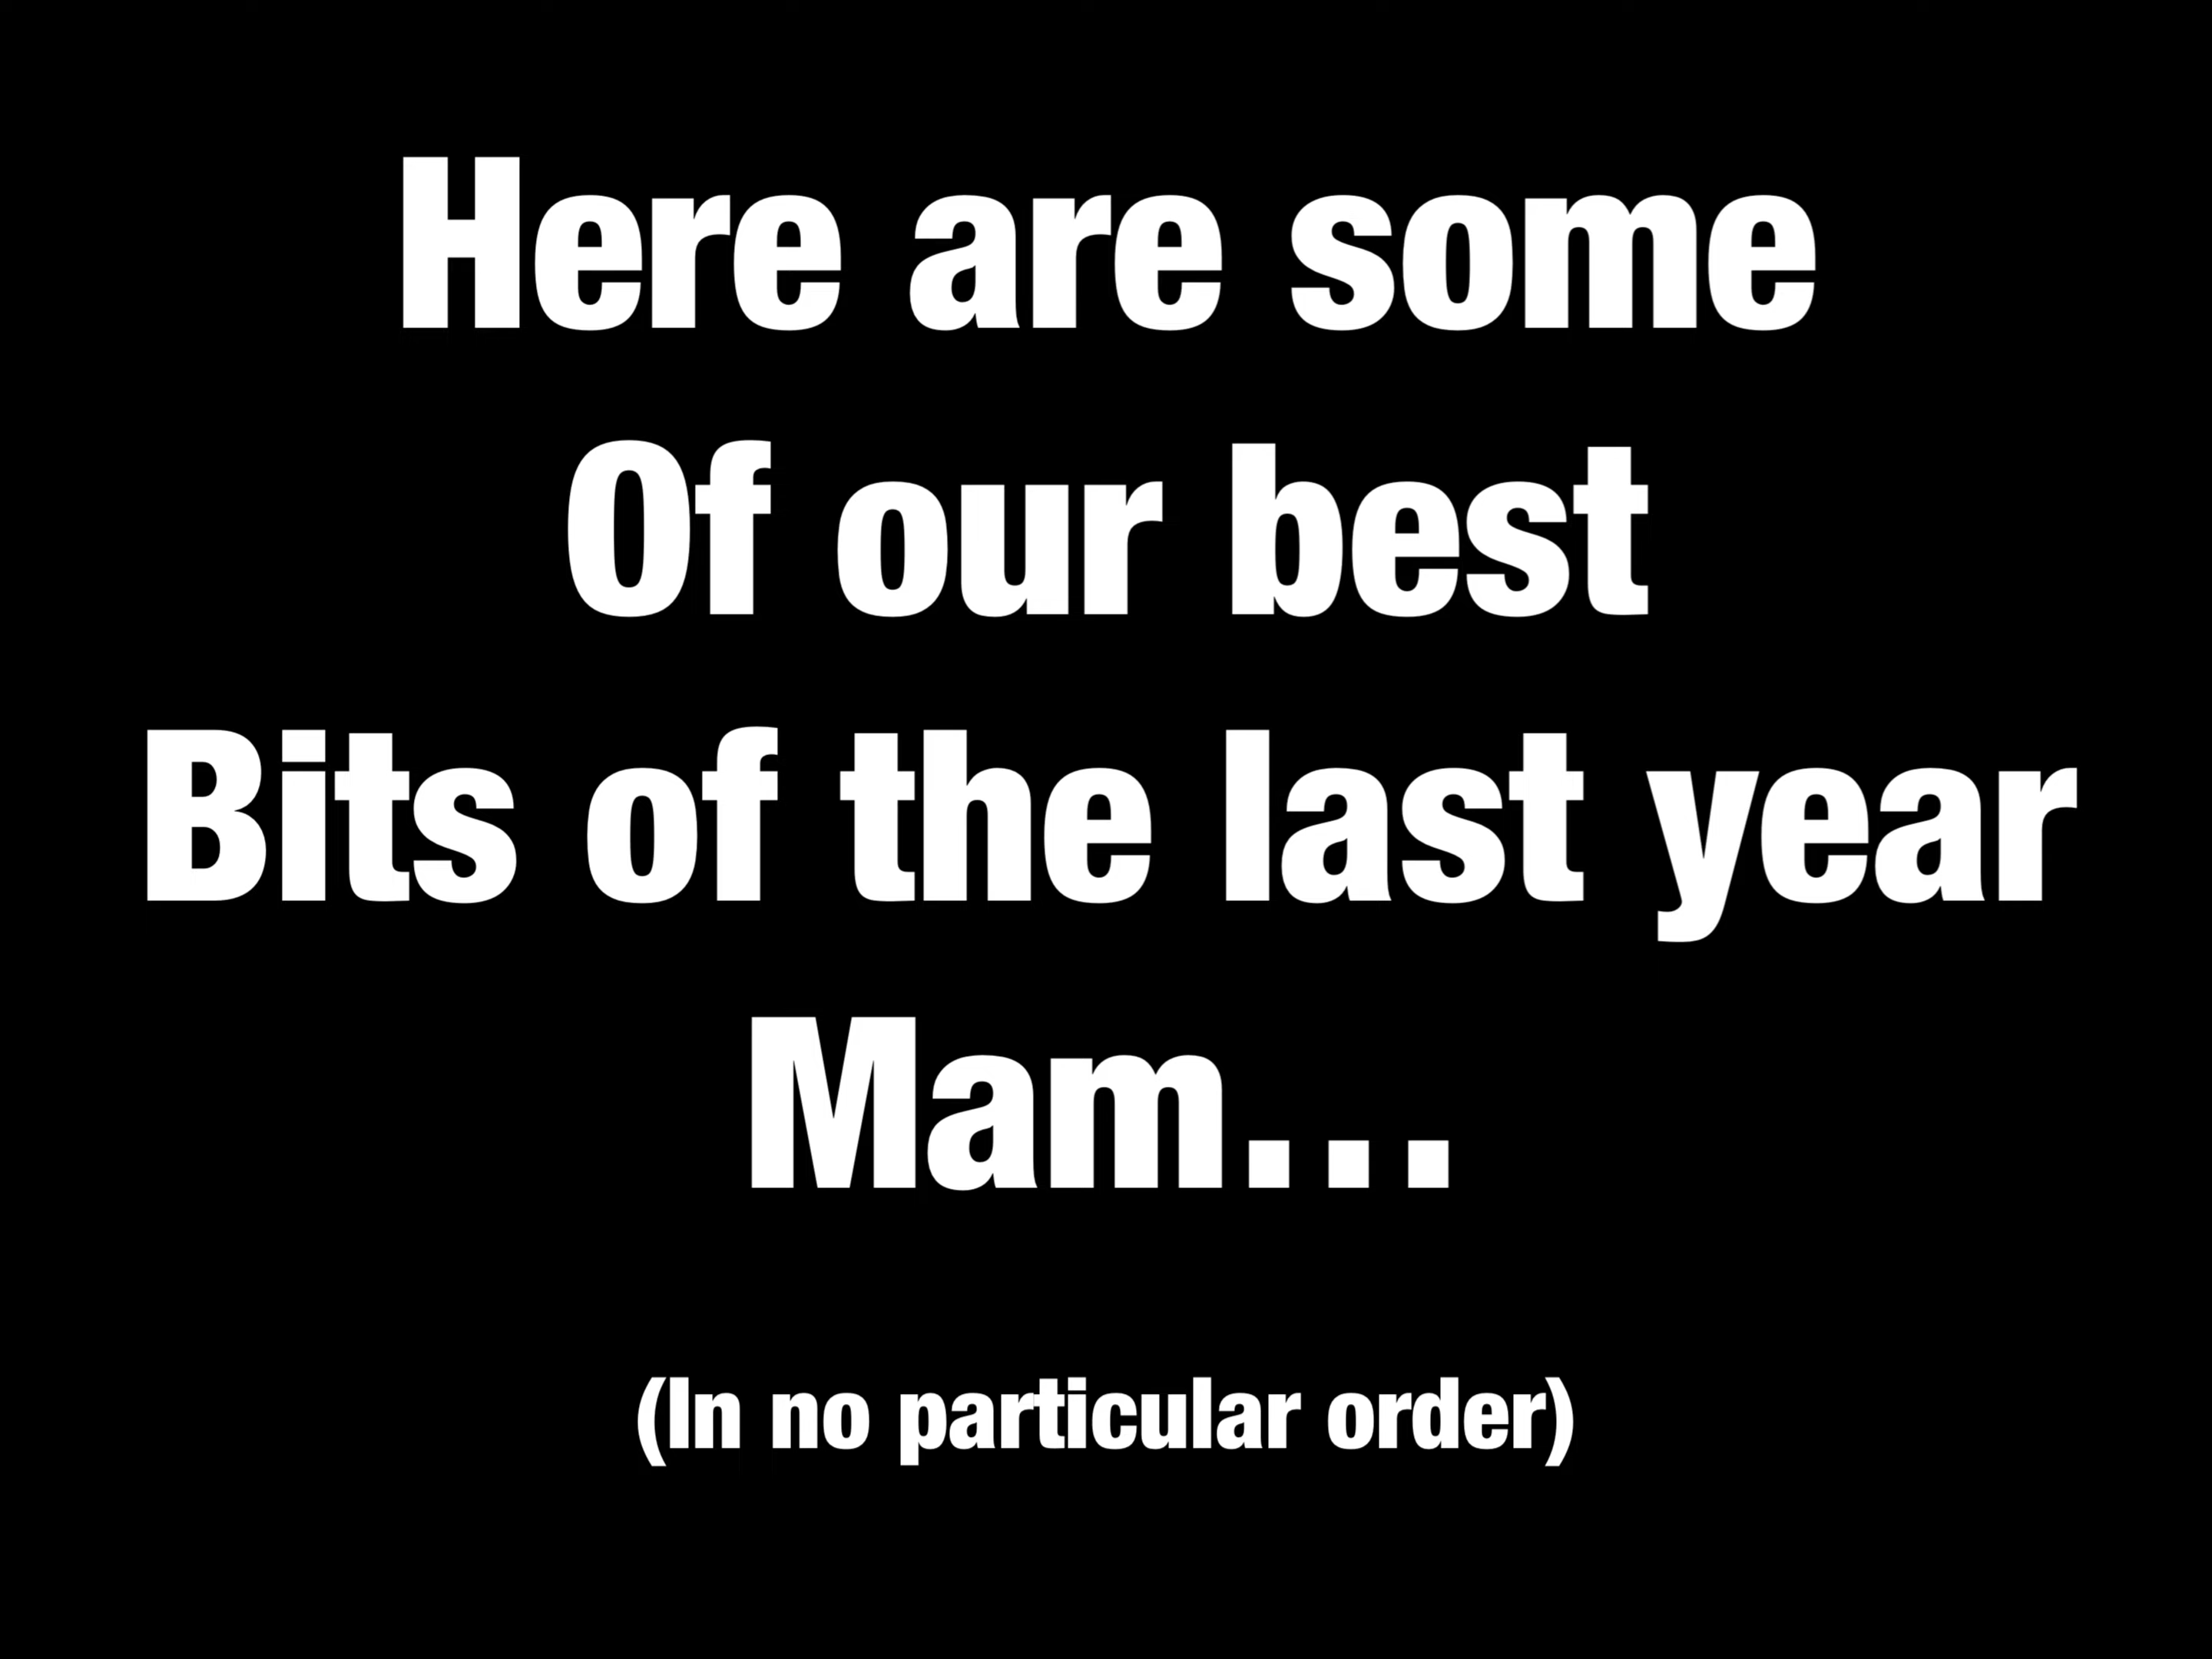 Here are some
Of our best
Bits of the last year
Mam...
(In no particular order)